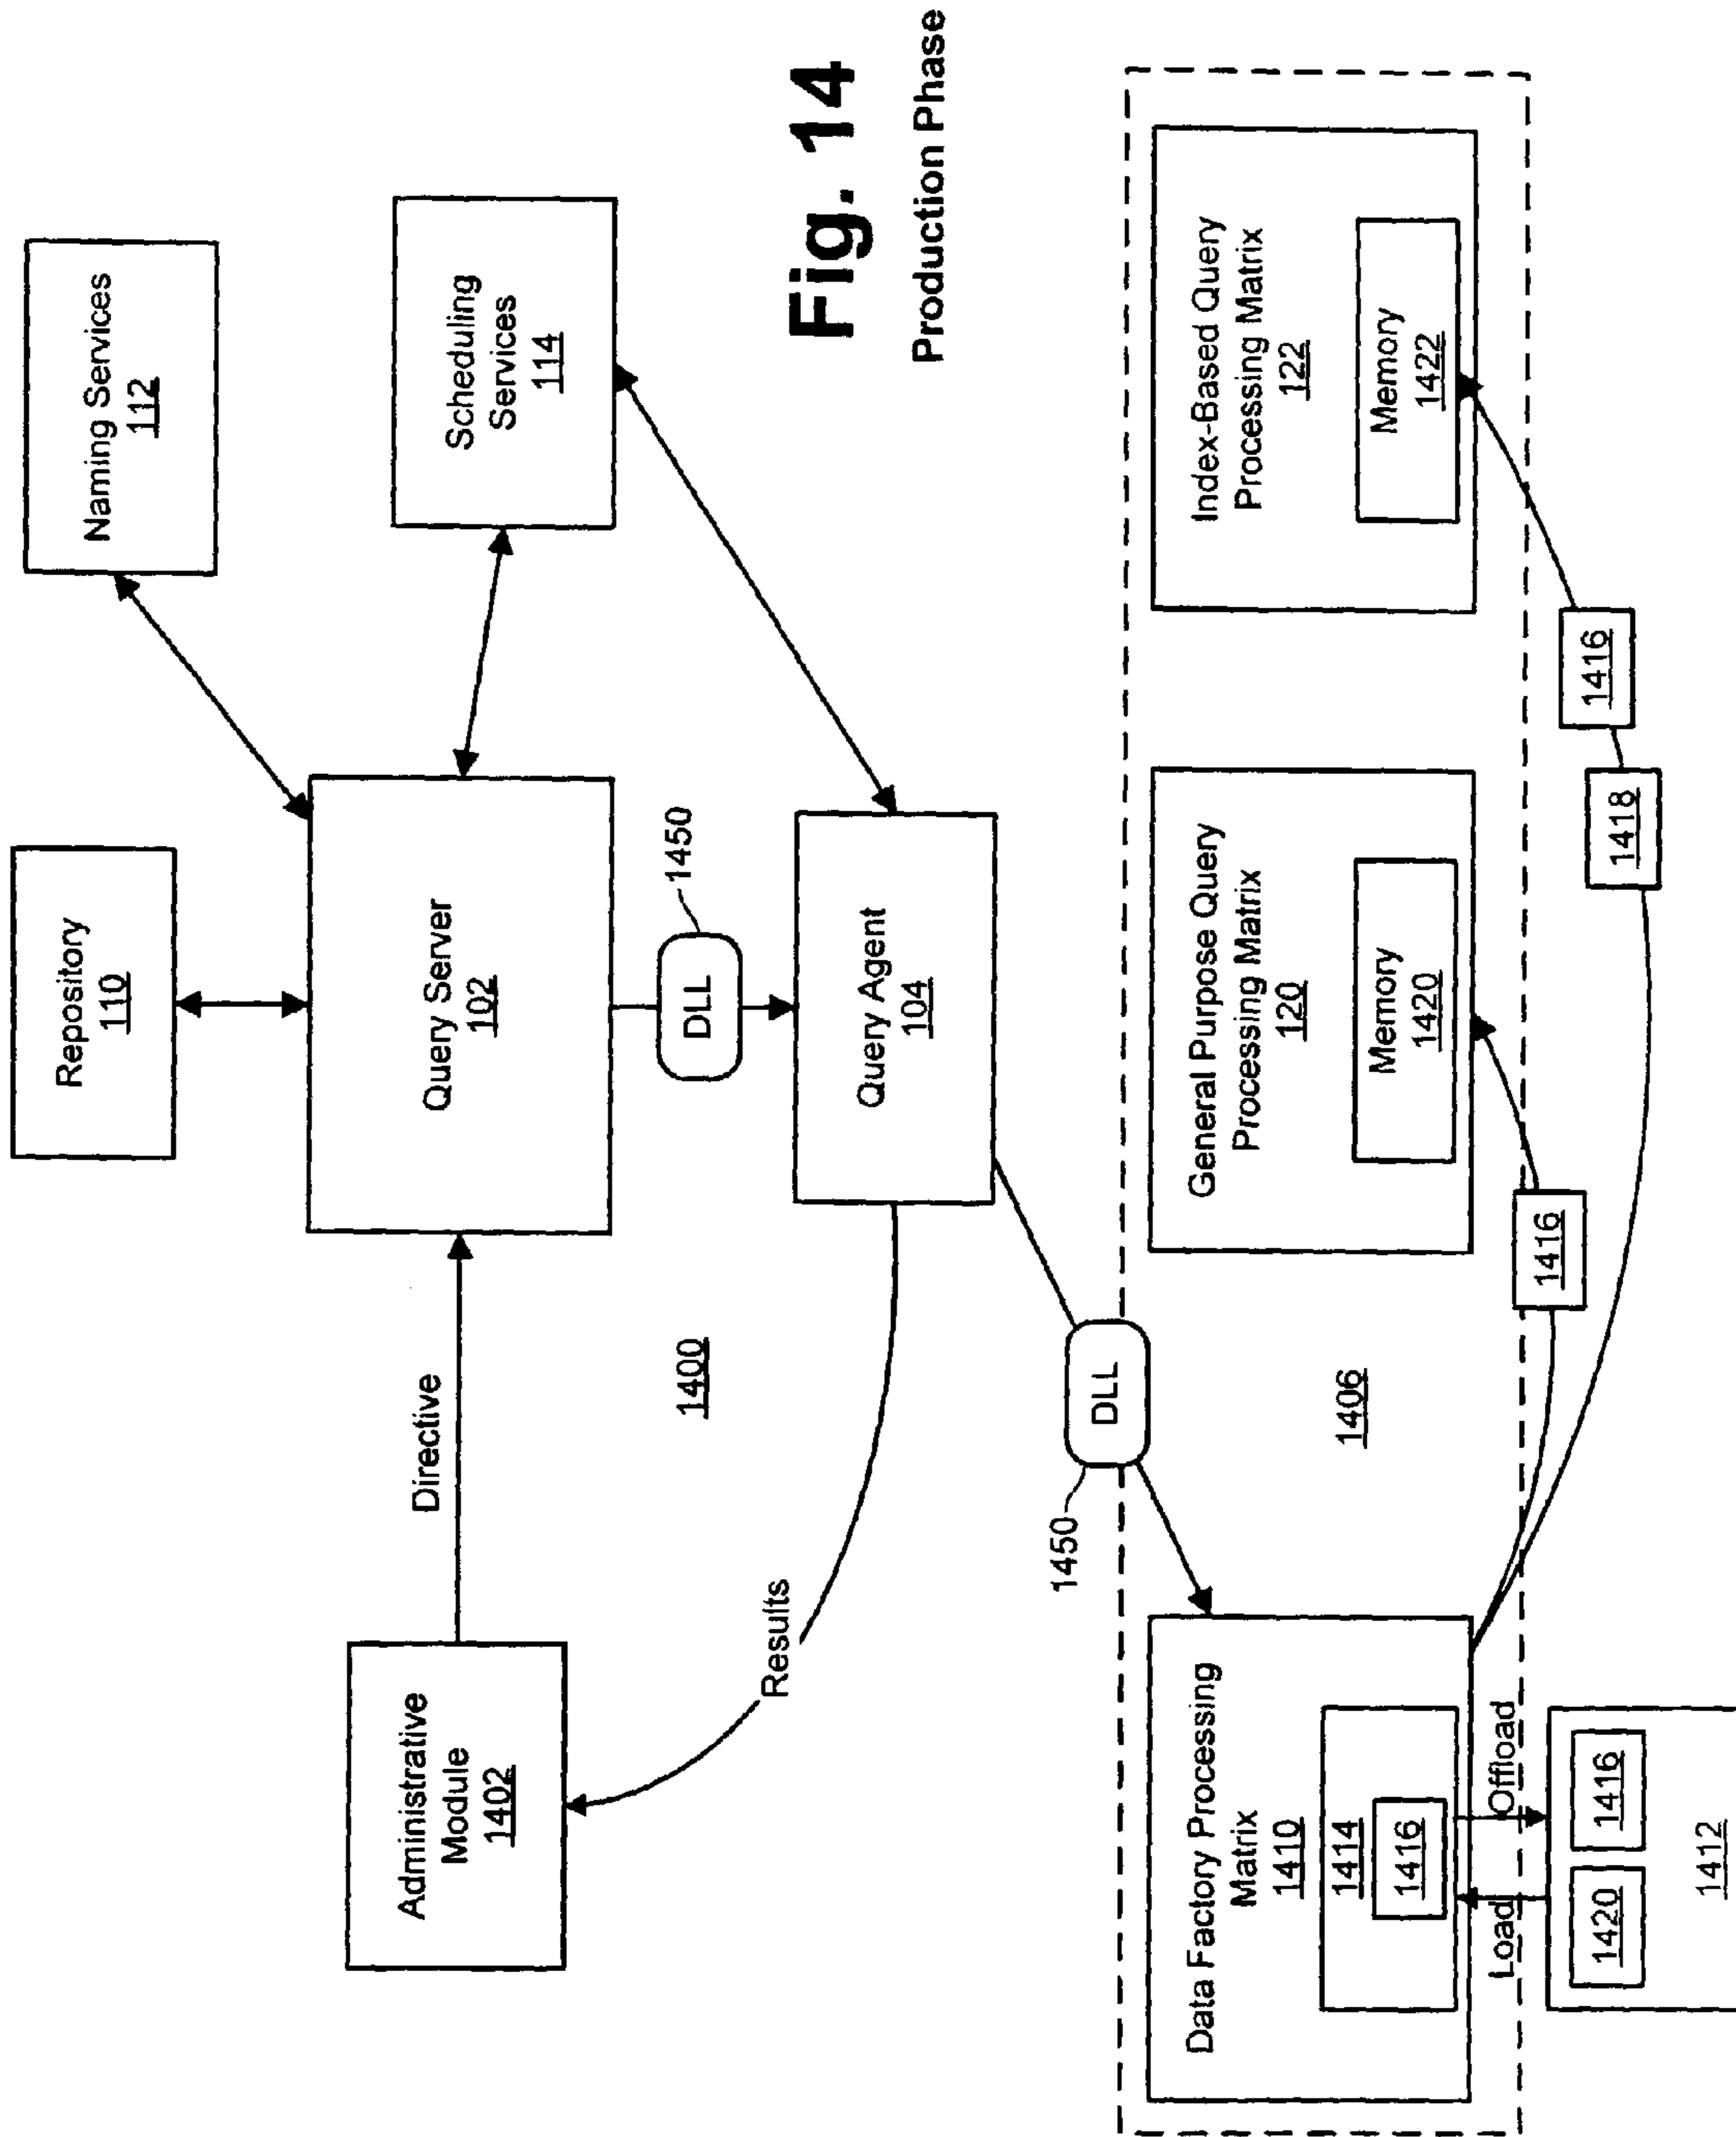 Repository
110
Naming Services
112
Administrative
Module
1402
Directive
Query Server
102
Scheduling
Services
114
1400
DLL
1450
Results
Query Agent
104
Fig. 14
Production Phase
1450
DLL
1406
Data Factory Processing
Matrix
1410
1414
1416
General Purpose Query
Processing Matrix
120
Memory
1420
Index-Based Query
Processing Matrix
122
Memory
1422
Load
Offload
1420
1416
1412
1416
1418
1416